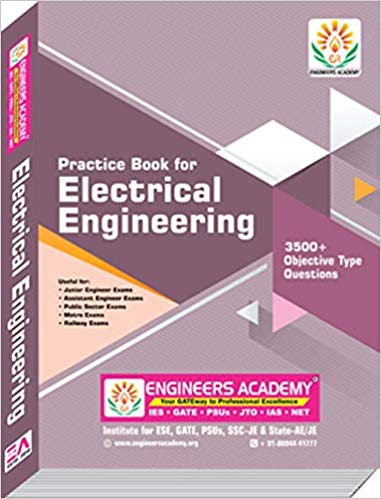 ENGINEERS ACADEMY
Practice Book for
Electrical
Engineering
3500+
Objective Type
Questions
Useful for:
• Junior Engineer Exams
• Assistant Engineer Exams
• Public Sector Exams
• Metro Exams
• Railway Exams
ENGINEERS ACADEMY
Your GATEway to Professional Excellence
IES • GATE • PSUs • JTO • IAS • NET
Institute for ESE, GATE, PSUs, SSC-JE & State-AE/JE
www.engineersacademy.org
+ 91-80944 41777
ENGINEERS ACADEMY
Electrical Engineering
EA